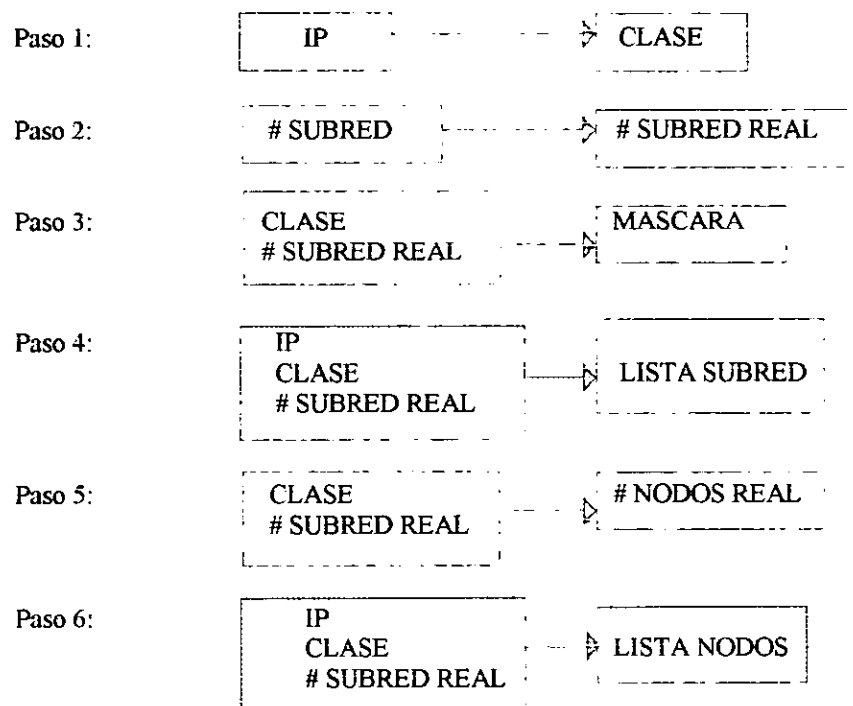 Paso 1: IP CLASE
Paso 2: # SUBRED # SUBRED REAL
Paso 3: CLASE MASCARA
# SUBRED REAL
Paso 4: IP
CLASE LISTA SUBRED
# SUBRED REAL
Paso 5: CLASE # NODOS REAL
# SUBRED REAL
Paso 6: IP
CLASE LISTA NODOS
# SUBRED REAL